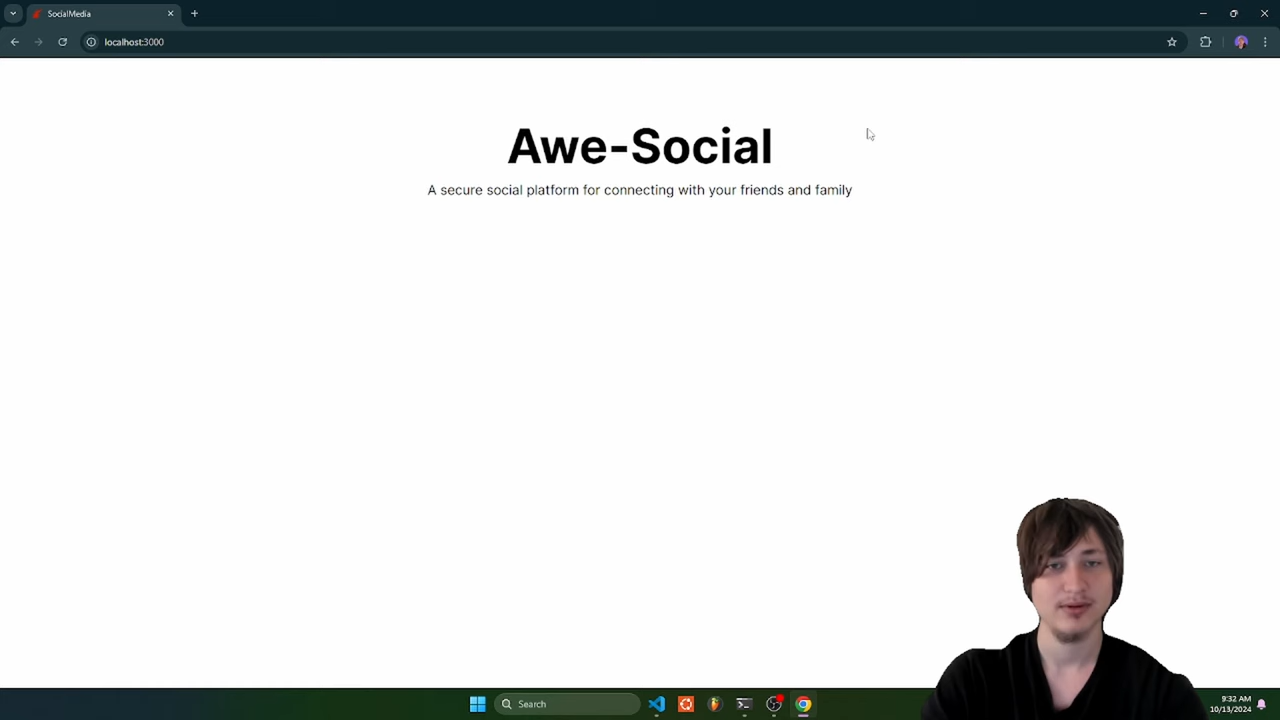 SocialMedia
localhost:3000
Awe-Social
A secure social platform for connecting with your friends and family
Search
9:32 AM
10/13/2024